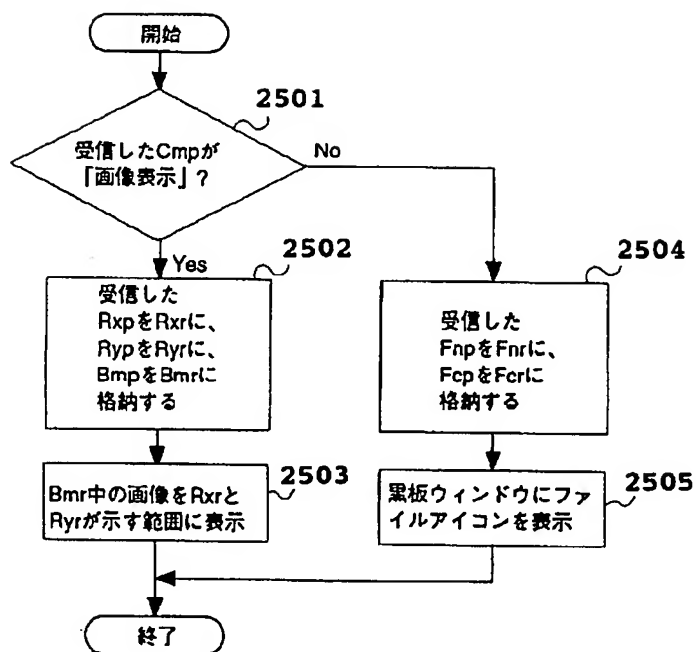 開始
2501
受信したCmpが
「画像表示」?
No
Yes
2502
受信した
RxpをRxrに、
RypをRyrに、
BmpをBmrに
格納する
2504
受信した
FnpをFnrに、
FcpをFcrに
格納する
2503
Bmr中の画像をRxrと
Ryrが示す範囲に表示
2505
黒板ウィンドウにファ
イルアイコンを表示
終了